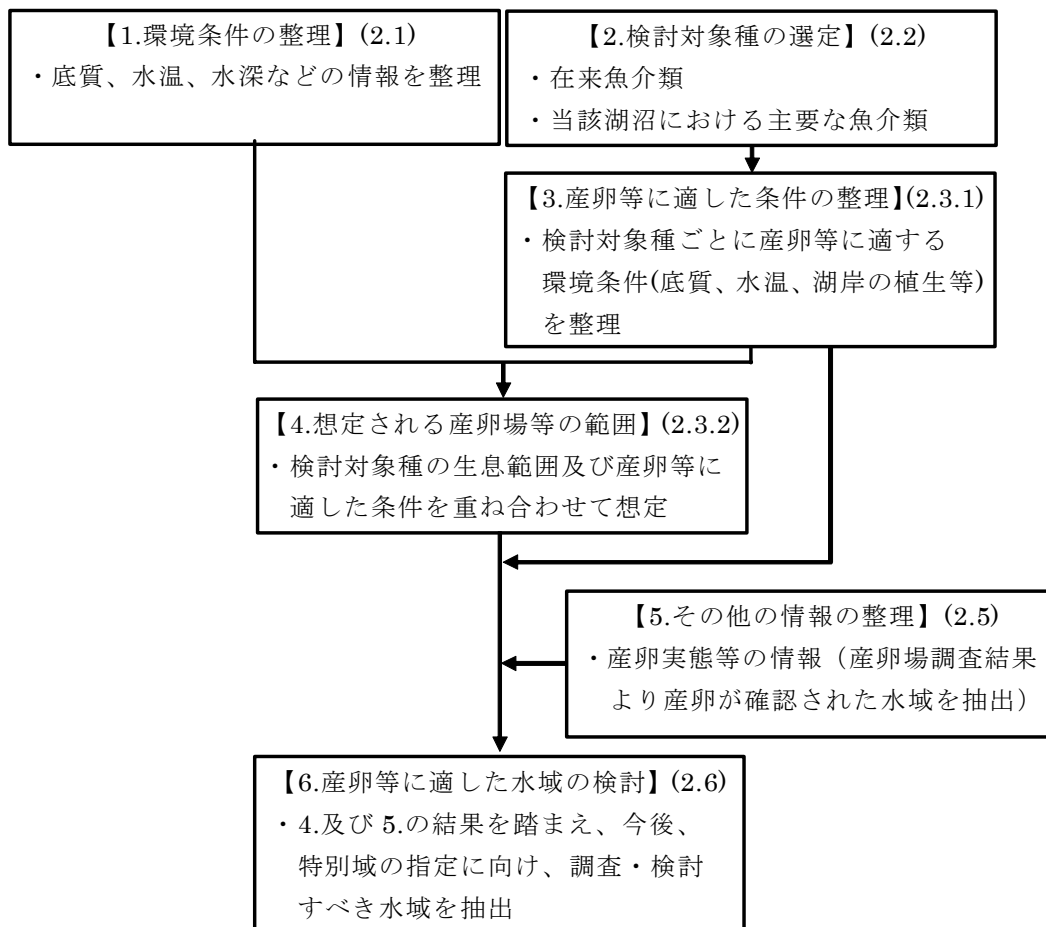 【1.環境条件の整理】(2.1)
・底質、水温、水深などの情報を整理
【2.検討対象種の選定】(2.2)
・在来魚介類
・当該湖沼における主要な魚介類
【3.産卵等に適した条件の整理】(2.3.1)
・検討対象種ごとに産卵等に適する
環境条件(底質、水温、湖岸の植生等)
を整理
【4.想定される産卵場等の範囲】(2.3.2)
・検討対象種の生息範囲及び産卵等に
適した条件を重ね合わせて想定
【5.その他の情報の整理】(2.5)
・産卵実態等の情報（産卵場調査結果
より産卵が確認された水域を抽出）
【6.産卵等に適した水域の検討】(2.6)
・4.及び 5.の結果を踏まえ、今後、
特別域の指定に向け、調査・検討
すべき水域を抽出